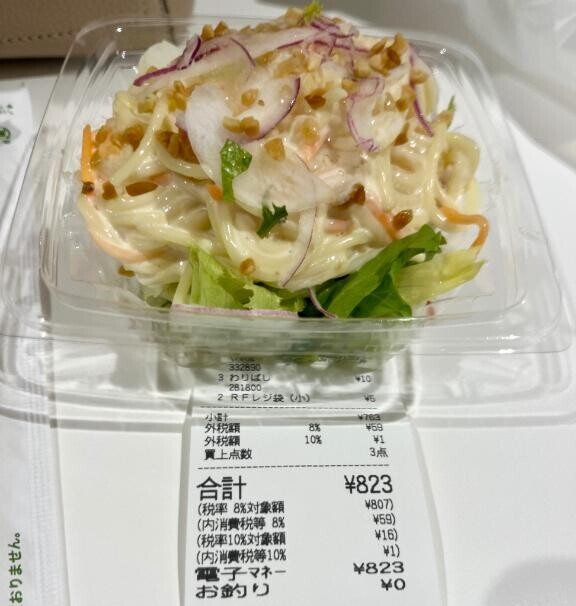 332890
3 わりばし ¥10
281800
2 RFレジ袋(小) ¥5
小計 ¥763
外税額 8% ¥59
外税額 10% ¥1
買上点数 3点
合計 ¥823
(税率 8%対象額 ¥807)
(内消費税等 8% ¥59)
(税率10%対象額 ¥16)
(内消費税等10% ¥1)
電子マネー ¥823
お釣り ¥0
おりません。